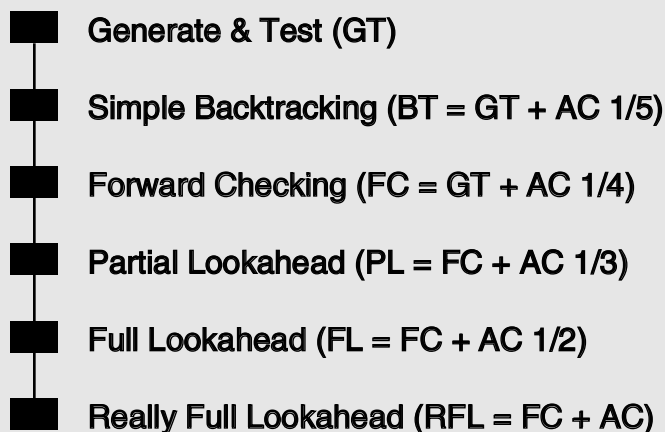 Generate & Test (GT)
Simple Backtracking (BT = GT + AC 1/5)
Forward Checking (FC = GT + AC 1/4)
Partial Lookahead (PL = FC + AC 1/3)
Full Lookahead (FL = FC + AC 1/2)
Really Full Lookahead (RFL = FC + AC)